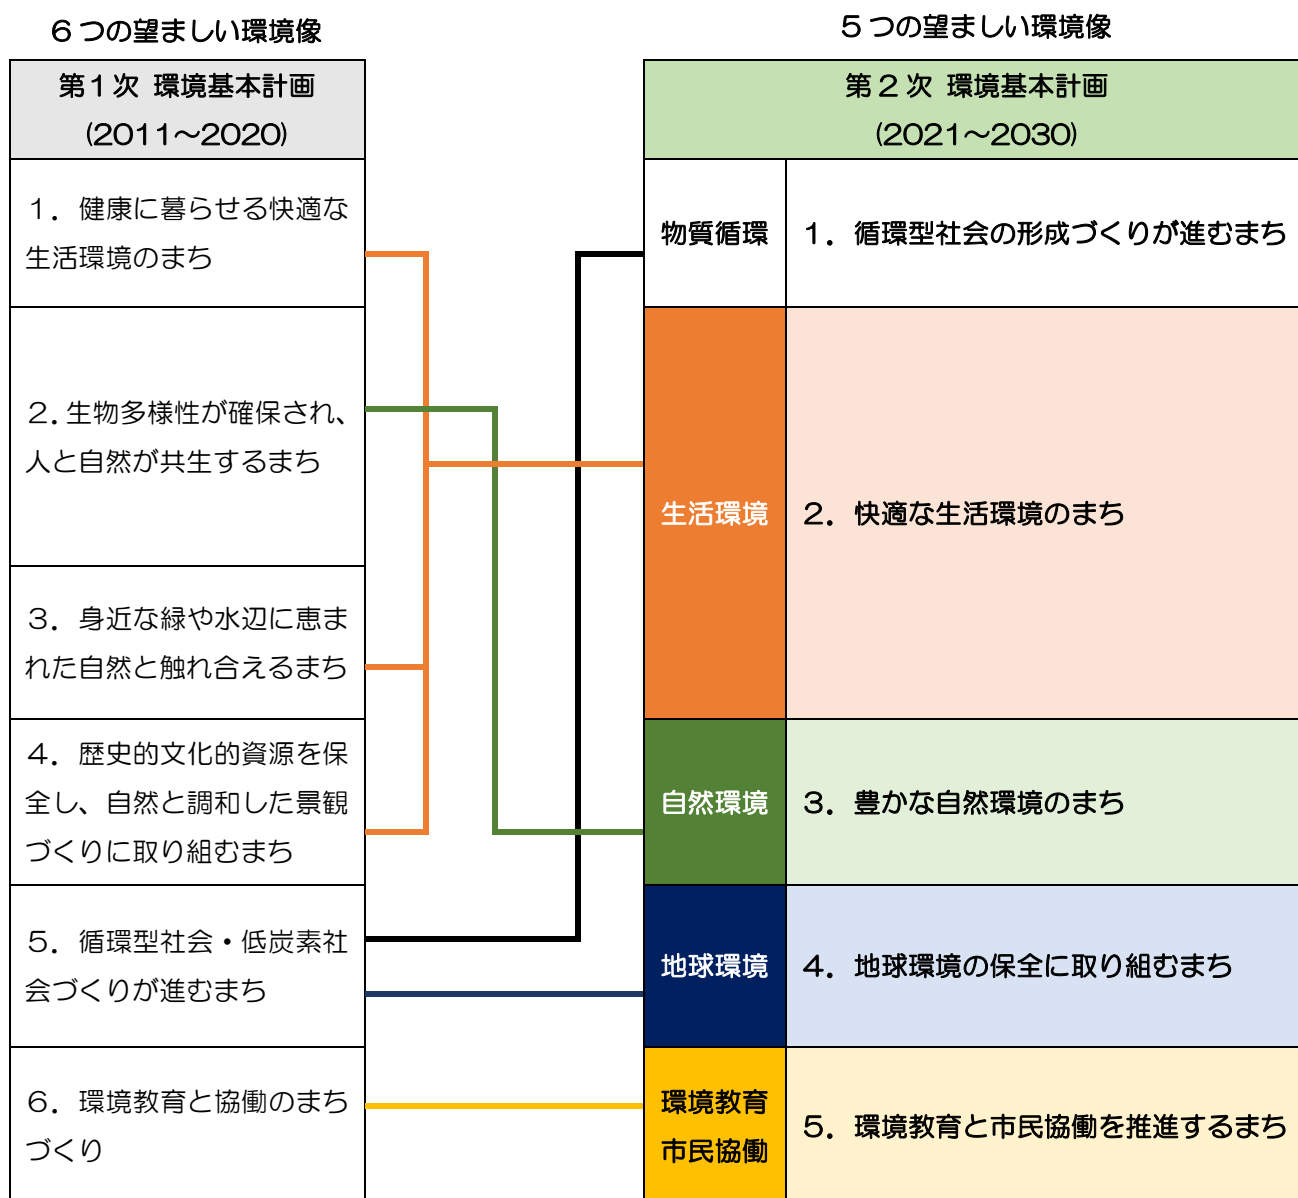 ６つの望ましい環境像
第１次 環境基本計画
(2011～2020)
１．健康に暮らせる快適な
生活環境のまち
２．生物多様性が確保され、
人と自然が共生するまち
３．身近な緑や水辺に恵ま
れた自然と触れ合えるまち
４．歴史的文化的資源を保
全し、自然と調和した景観
づくりに取り組むまち
５．循環型社会・低炭素社
会づくりが進むまち
６．環境教育と協働のまち
づくり
５つの望ましい環境像
第２次 環境基本計画
(2021～2030)
物質循環
１．循環型社会の形成づくりが進むまち
生活環境
２．快適な生活環境のまち
自然環境
３．豊かな自然環境のまち
地球環境
４．地球環境の保全に取り組むまち
環境教育
市民協働
５．環境教育と市民協働を推進するまち